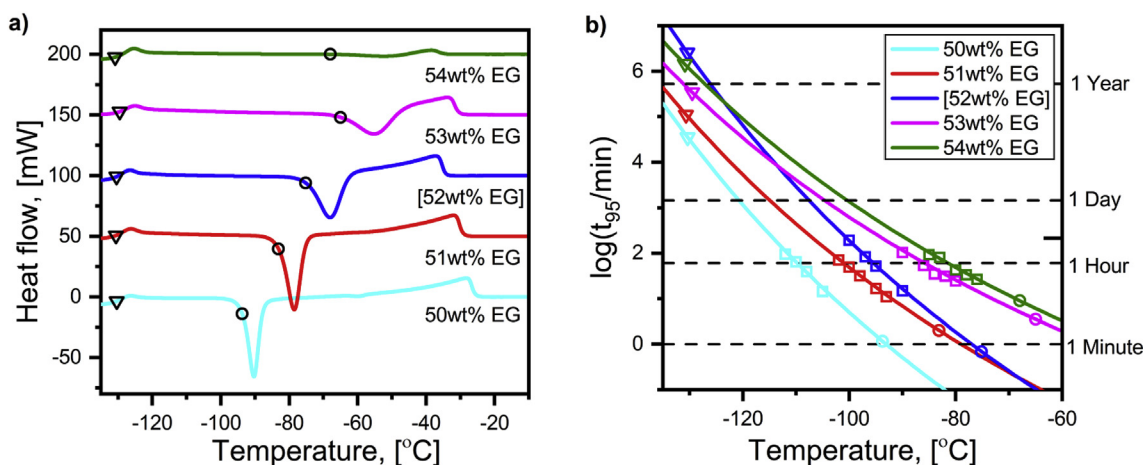 a)
200
150
100
50
0
-50
Heat flow, [mW]
54wt% EG
53wt% EG
[52wt% EG]
51wt% EG
50wt% EG
-120 -100 -80 -60 -40 -20
Temperature, [°C]
b)
6
4
2
0
log(t95/min)
50wt% EG
51wt% EG
[52wt% EG]
53wt% EG
54wt% EG
1 Year
1 Day
1 Hour
1 Minute
-120 -100 -80 -60
Temperature, [°C]